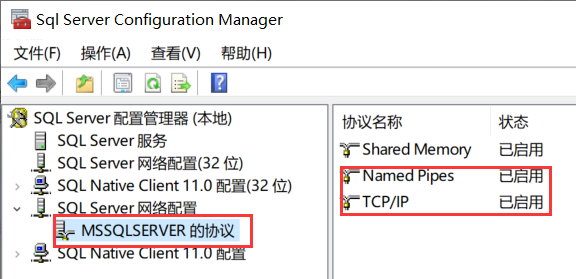 Sql Server Configuration Manager
文件(F) 操作(A) 查看(V) 帮助(H)
SQL Server 配置管理器 (本地)
SQL Server 服务
SQL Server 网络配置(32 位)
SQL Native Client 11.0 配置(32 位)
SQL Server 网络配置
MSSQLSERVER 的协议
SQL Native Client 11.0 配置
协议名称 状态
Shared Memory 已启用
Named Pipes 已启用
TCP/IP 已启用